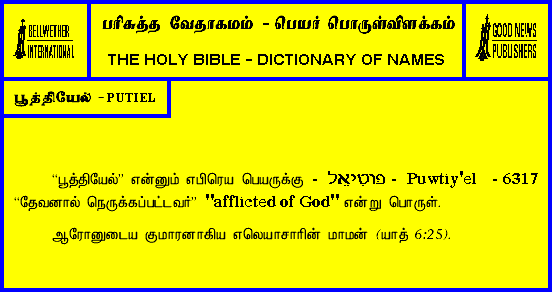 BELLWETHER
INTERNATIONAL
பரிசுத்த வேதாகமம் - பெயர் பொருள்விளக்கம்
THE HOLY BIBLE - DICTIONARY OF NAMES
GOOD NEWS
PUBLISHERS
பூத்தியேல் - PUTIEL
“பூத்தியேல்” என்னும் எபிரெய பெயருக்கு - פּוּטִיאֵל - Puwtiy'el - 6317
“தேவனால் நெருக்கப்பட்டவர்” "afflicted of God" என்று பொருள்.
ஆரோனுடைய குமாரனாகிய எலெயாசாரின் மாமன் (யாத் 6:25).